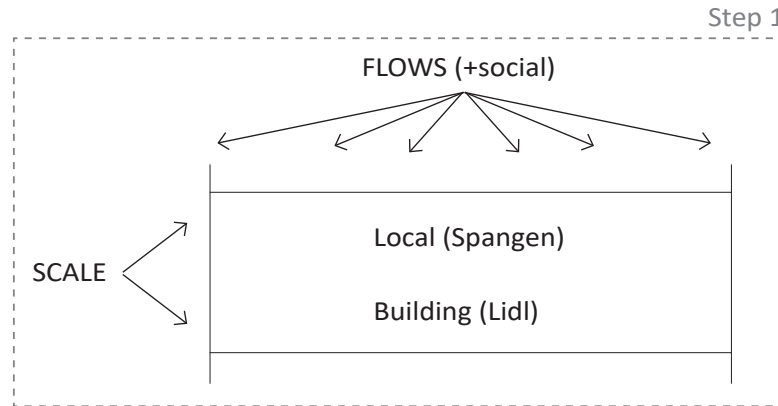 Step 1
FLOWS (+social)
Local (Spangen)
SCALE
Building (Lidl)